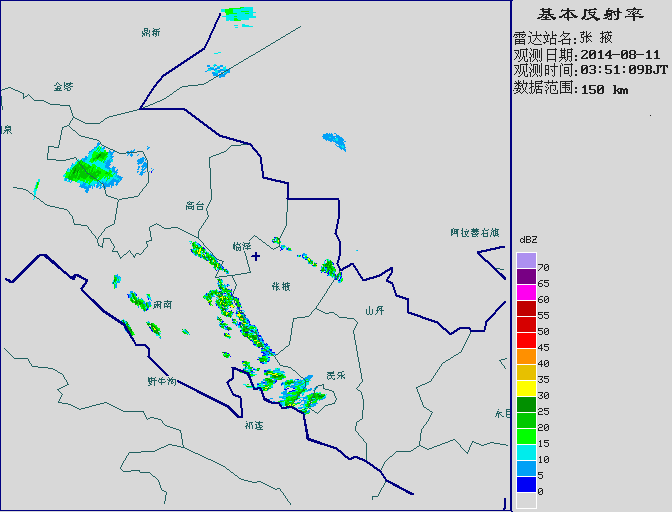 基本反射率
雷达站名:张 掖
观测日期:2014-08-11
观测时间:03:51:09BJT
数据范围:150 km
鼎新
金塔
泉
高台
临泽
阿拉善右旗
张掖
肃南
山丹
民乐
野牛沟
祁连
永昌
dBZ
70
65
60
55
50
45
40
35
30
25
20
15
10
5
0